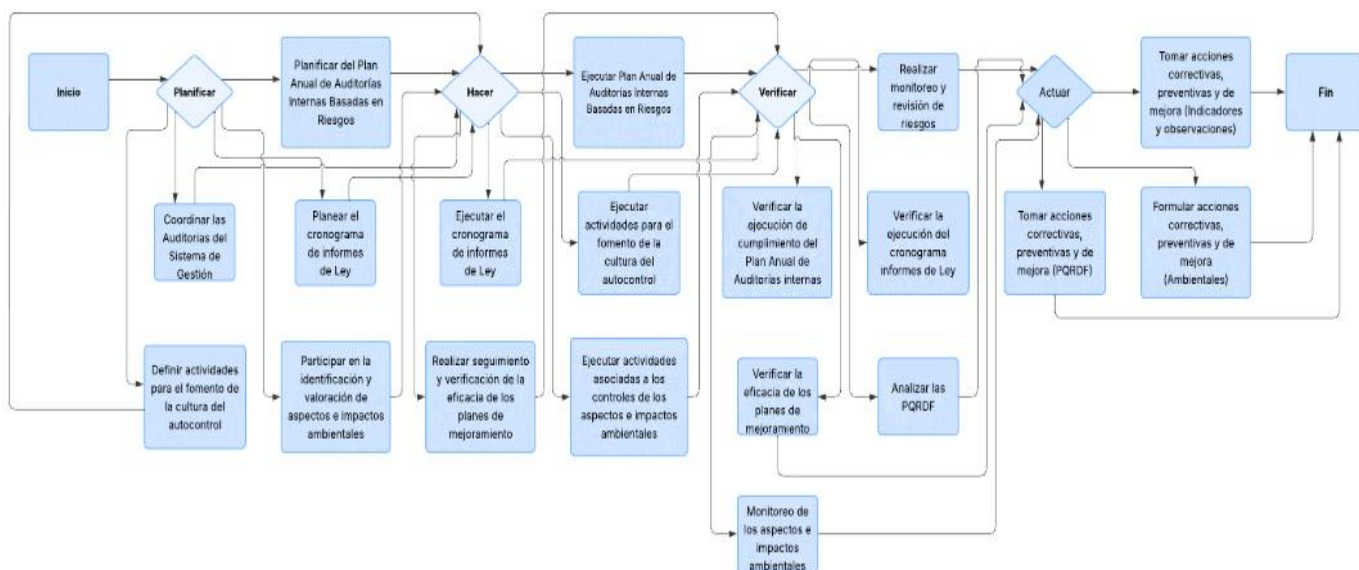 Inicio
Planificar
Planificar del Plan
Anual de Auditorías
Internas Basadas en
Riesgos
Hacer
Ejecutar Plan Anual de
Auditorías Internas
Basadas en Riesgos
Verificar
Realizar
monitoreo y
revisión de
riesgos
Actuar
Tomar acciones
correctivas,
preventivas y de
mejora (Indicadores
y observaciones)
Fin
Coordinar las
Auditorias del
Sistema de
Gestión
Planear el
cronograma
de informes
de Ley
Ejecutar el
cronograma
de informes
de Ley
Ejecutar
actividades para
el fomento de la
cultura del
autocontrol
Verificar la
ejecución de
cumplimiento del
Plan Anual de
Auditorías internas
Verificar la
ejecución del
cronograma
informes de Ley
Tomar acciones
correctivas,
preventivas y de
mejora (PQRDF)
Formular acciones
correctivas,
preventivas y de
mejora
(Ambientales)
Definir actividades
para el fomento de
la cultura del
autocontrol
Participar en la
identificación y
valoración de
aspectos e impactos
ambientales
Realizar seguimiento
y verificación de la
eficacia de los
planes de
mejoramiento
Ejecutar actividades
asociadas a los
controles de los
aspectos e impactos
ambientales
Verificar la
eficacia de los
planes de
mejoramiento
Analizar las
PQRDF
Monitoreo de
los aspectos e
impactos
ambientales